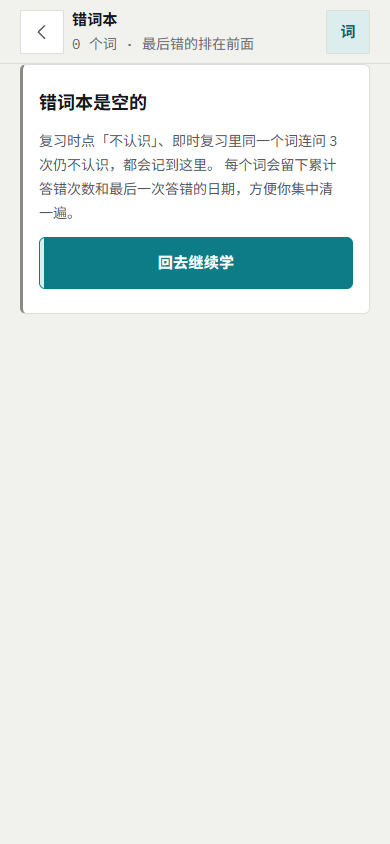 错词本
0 个词 · 最后错的排在前面
词
错词本是空的
复习时点「不认识」、即时复习里同一个词连问 3
次仍不认识，都会记到这里。 每个词会留下累计
答错次数和最后一次答错的日期，方便你集中清
一遍。
回去继续学